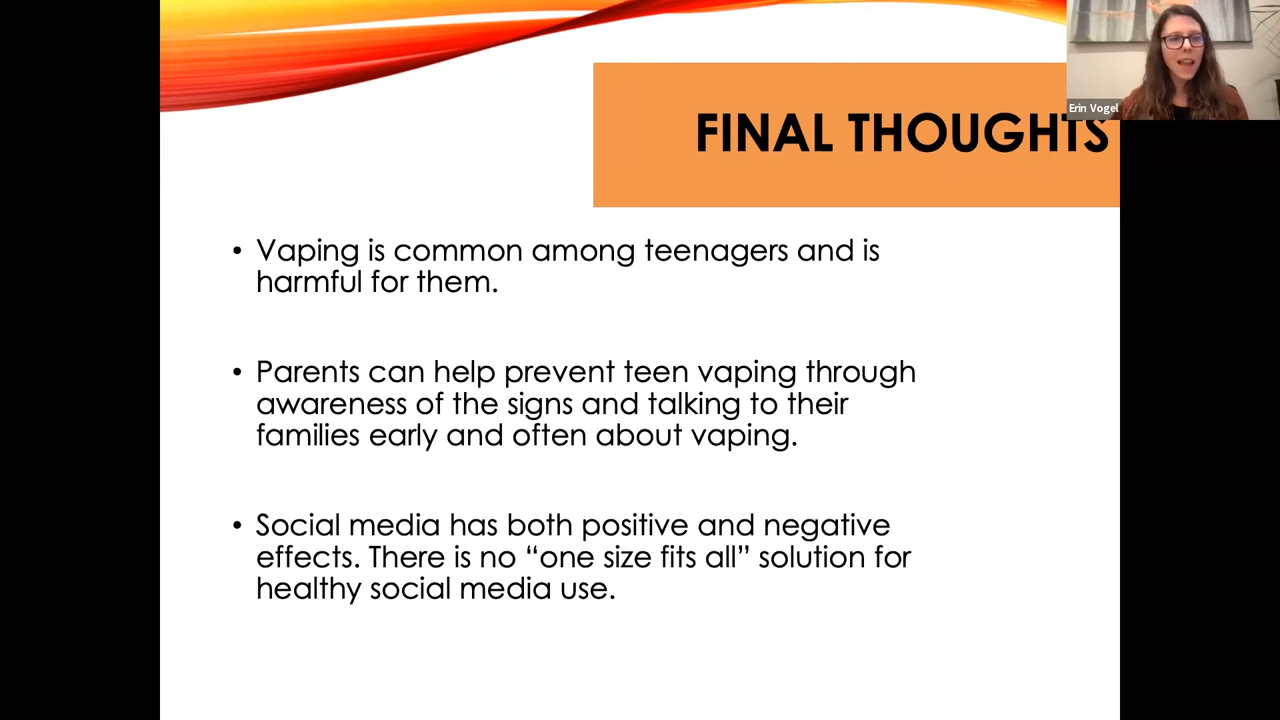 Erin Vogel
FINAL THOUGHTS
• Vaping is common among teenagers and is
harmful for them.
• Parents can help prevent teen vaping through
awareness of the signs and talking to their
families early and often about vaping.
• Social media has both positive and negative
effects. There is no “one size fits all” solution for
healthy social media use.